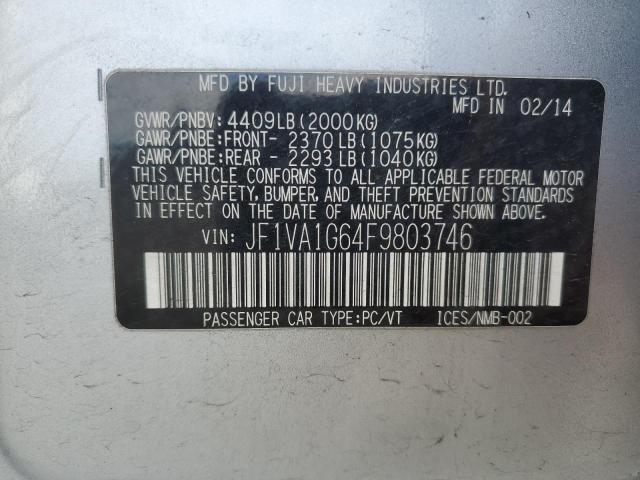 MFD BY FUJI HEAVY INDUSTRIES LTD.
MFD IN 02/14
GVWR/PNBV: 4409LB(2000KG)
GAWR/PNBE:FRONT- 2370LB(1075KG)
GAWR/PNBE:REAR - 2293LB(1040KG)
THIS VEHICLE CONFORMS TO ALL APPLICABLE FEDERAL MOTOR
VEHICLE SAFETY, BUMPER, AND THEFT PREVENTION STANDARDS
IN EFFECT ON THE DATE OF MANUFACTURE SHOWN ABOVE.
VIN: JF1VA1G64F9803746
PASSENGER CAR TYPE:PC/VT ICES/NMB-002